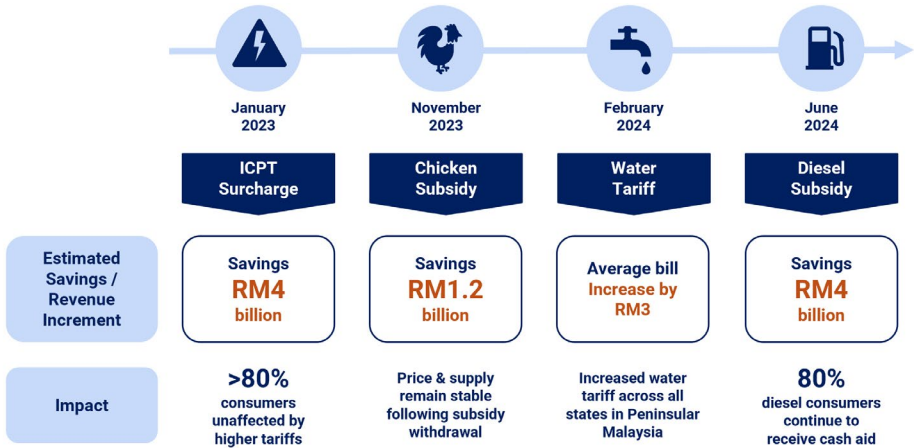 January
2023
November
2023
February
2024
June
2024
ICPT
Surcharge
Chicken
Subsidy
Water
Tariff
Diesel
Subsidy
Estimated
Savings /
Revenue
Increment
Savings
RM4
billion
Savings
RM1.2
billion
Average bill
Increase by
RM3
Savings
RM4
billion
Impact
>80%
consumers
unaffected by
higher tariffs
Price & supply
remain stable
following subsidy
withdrawal
Increased water
tariff across all
states in Peninsular
Malaysia
80%
diesel consumers
continue to
receive cash aid